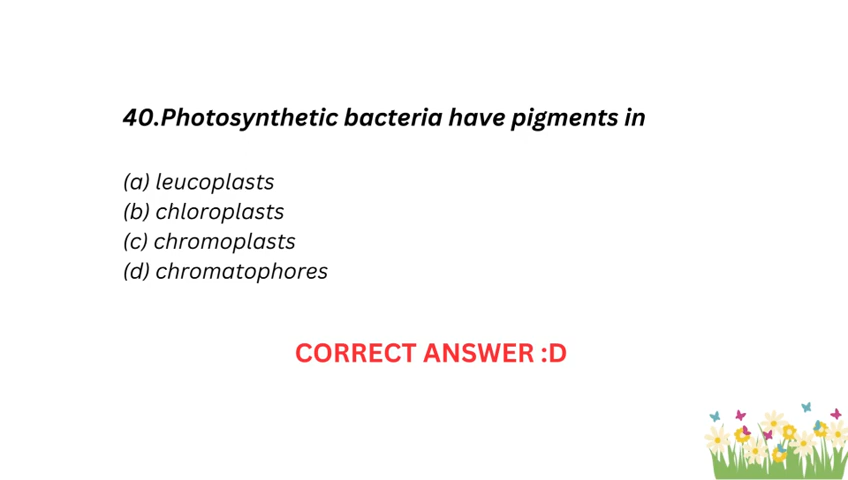 40.Photosynthetic bacteria have pigments in
(a) leucoplasts
(b) chloroplasts
(c) chromoplasts
(d) chromatophores
CORRECT ANSWER :D